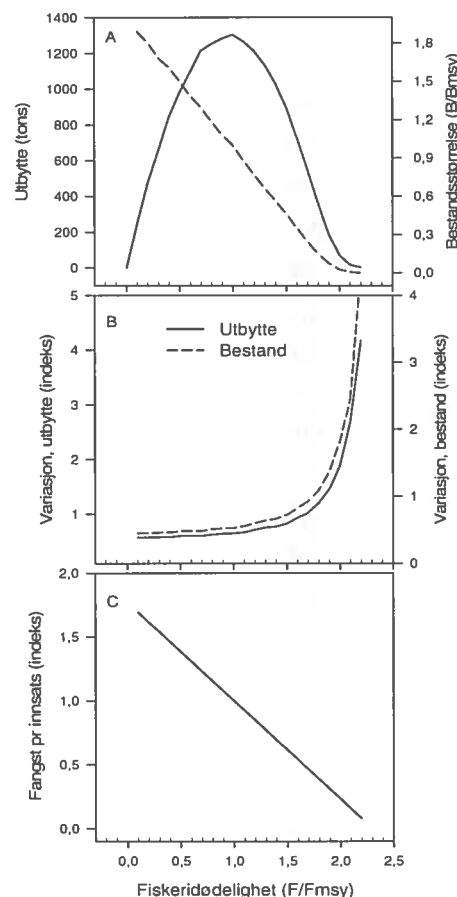 A
Utbytte (tons)
1400
1200
1000
800
600
400
200
0
Bestandsstørrelse (B/Bmsy)
1,8
1,5
1,2
0,9
0,6
0,3
0,0
B
Utbytte
Bestand
Variasjon, utbytte (indeks)
5
4
3
2
1
Variasjon, bestand (indeks)
4
3
2
1
0
C
Fangst pr innsats (indeks)
2,0
1,5
1,0
0,5
0,0
0,0 0,5 1,0 1,5 2,0 2,5
Fiskeridødelighet (F/Fmsy)